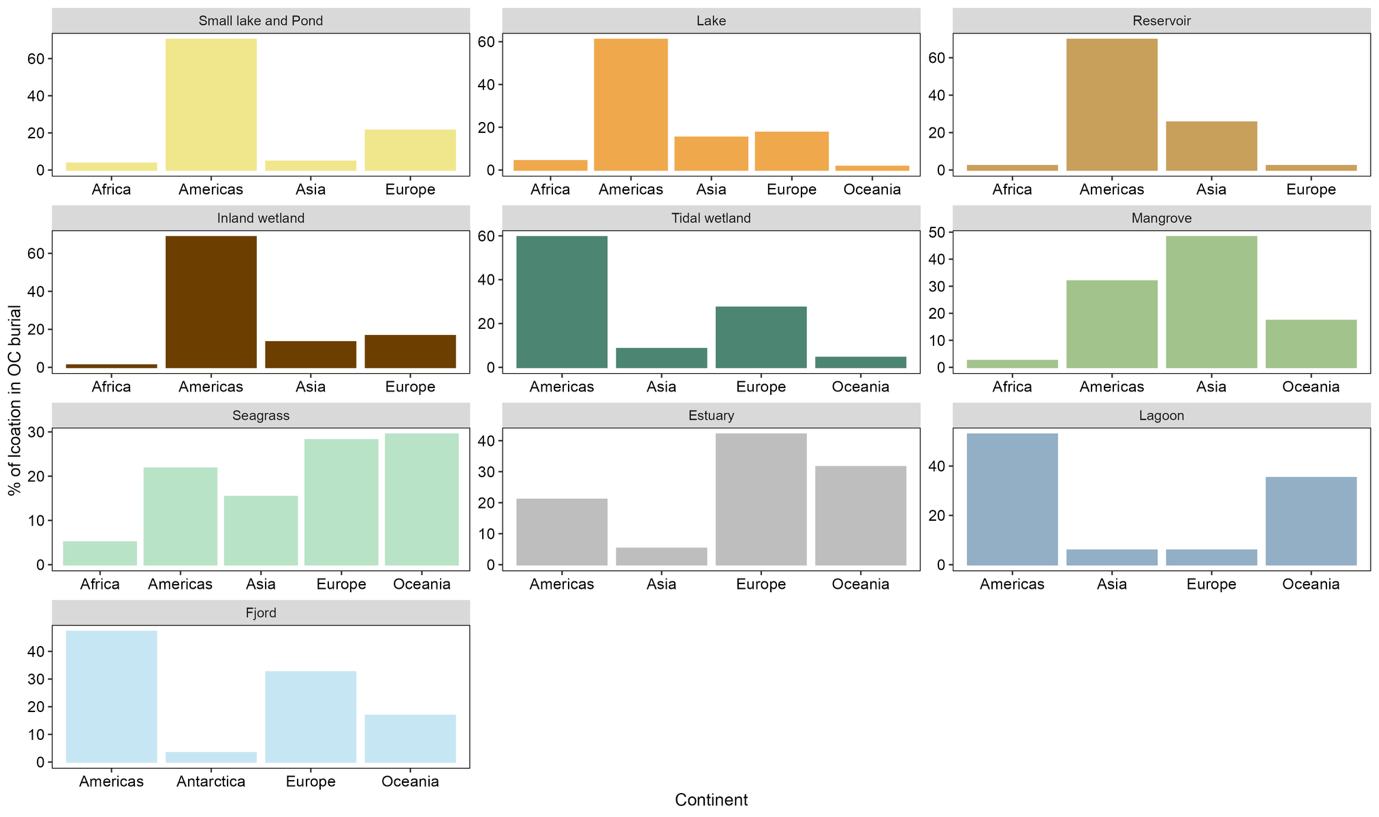 Small lake and Pond Lake Reservoir
60 60 60
40 40 40
20 20 20
0 0 0
Africa Americas Asia Europe Africa Americas Asia Europe Oceania Africa Americas Asia Europe
Inland wetland Tidal wetland Mangrove
60 60 50
40 40 40
20 20 30
0 0 20
10
0
Africa Americas Asia Europe Americas Asia Europe Oceania Africa Americas Asia Oceania
% of lcoation in OC burial
Seagrass Estuary Lagoon
30 40 40
20 30 20
10 20 0
0 10
0
Africa Americas Asia Europe Oceania Americas Asia Europe Oceania Americas Asia Europe Oceania
Fjord
40
30
20
10
0
Americas Antarctica Europe Oceania
Continent